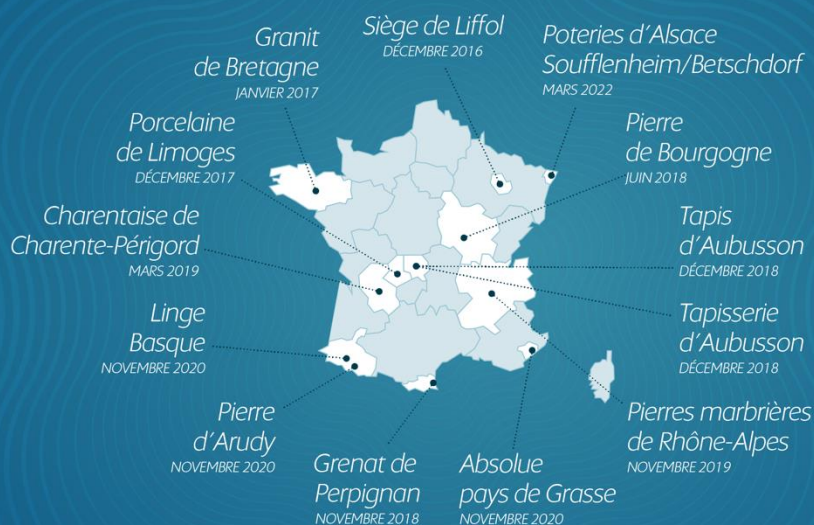 Siège de Liffol
DÉCEMBRE 2016
Granit
de Bretagne
JANVIER 2017
Poteries d'Alsace
Soufflenheim/Betschdorf
MARS 2022
Porcelaine
de Limoges
DÉCEMBRE 2017
Pierre
de Bourgogne
JUIN 2018
Charentaise de
Charente-Périgord
MARS 2019
Tapis
d'Aubusson
DÉCEMBRE 2018
Linge
Basque
NOVEMBRE 2020
Tapisserie
d'Aubusson
DÉCEMBRE 2018
Pierre
d'Arudy
NOVEMBRE 2020
Pierres marbrières
de Rhône-Alpes
NOVEMBRE 2019
Grenat de
Perpignan
NOVEMBRE 2018
Absolue
pays de Grasse
NOVEMBRE 2020